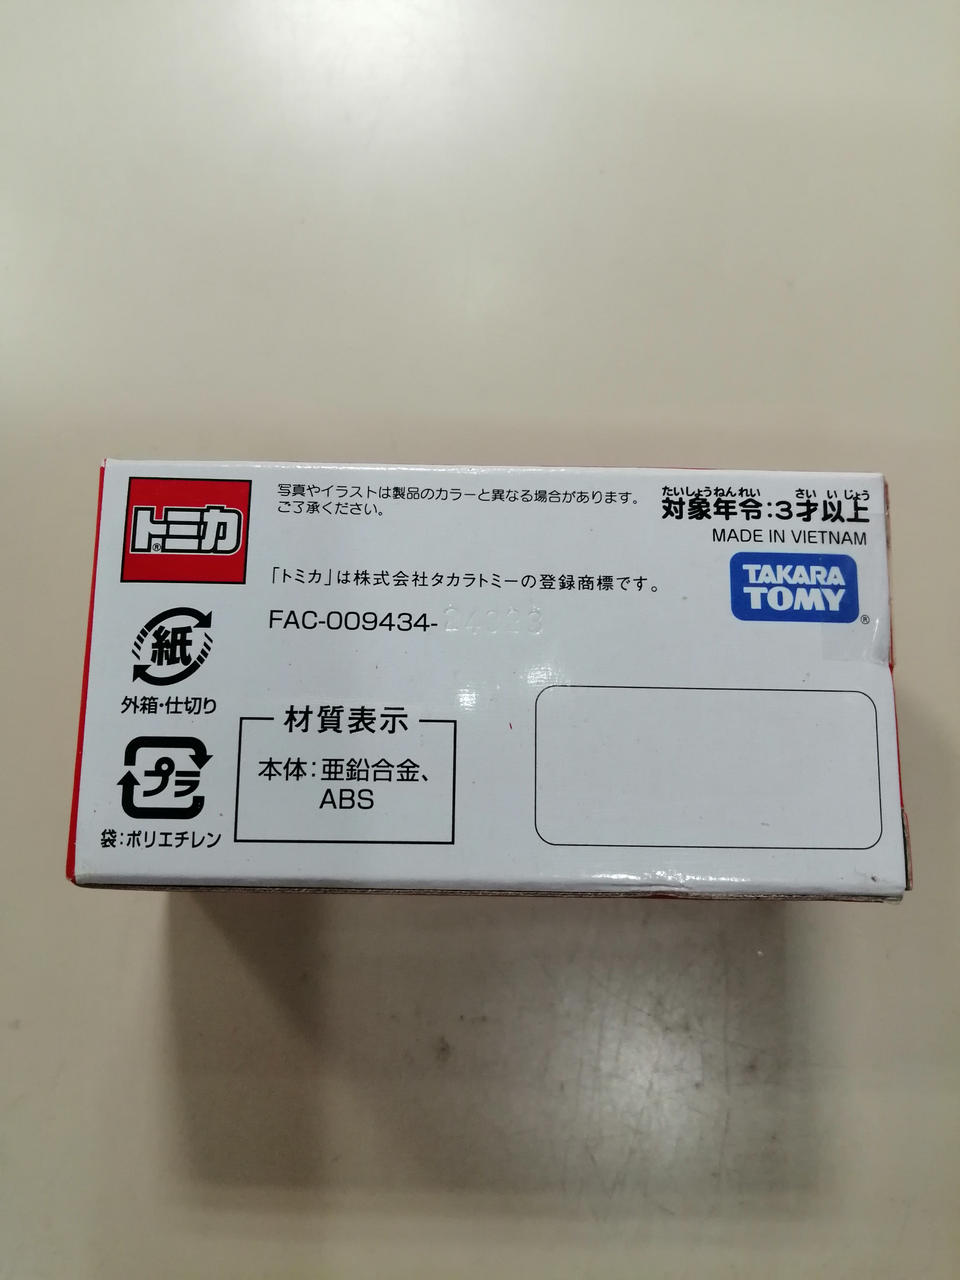 トミカ®
写真やイラストは製品のカラーと異なる場合があります。
ご了承ください。
たいしょうねんれい さい いじょう
対象年令:3才以上
MADE IN VIETNAM
「トミカ」は株式会社タカラトミーの登録商標です。
TAKARA
TOMY®
FAC-009434-
紙
外箱・仕切り
プラ
袋:ポリエチレン
材質表示
本体:亜鉛合金、
ABS